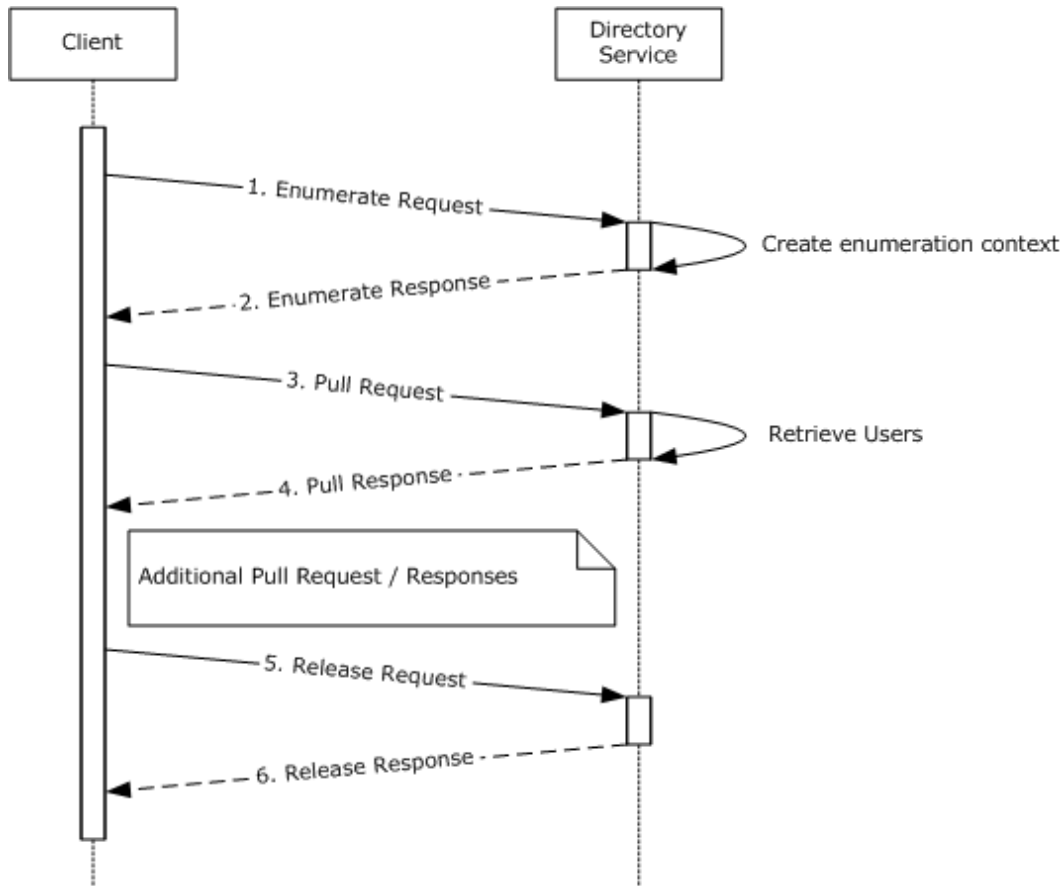 Client
Directory
Service
1. Enumerate Request
Create enumeration context
2. Enumerate Response
3. Pull Request
Retrieve Users
4. Pull Response
Additional Pull Request / Responses
5. Release Request
6. Release Response